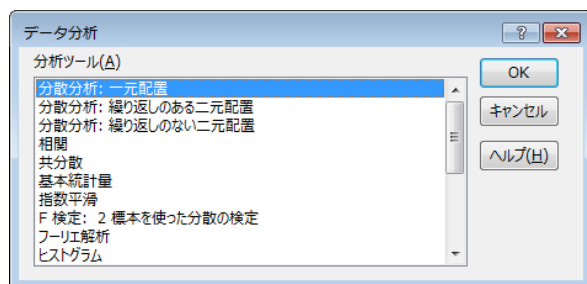 データ分析
分析ツール(A)
分散分析: 一元配置
分散分析: 繰り返しのある二元配置
分散分析: 繰り返しのない二元配置
相関
共分散
基本統計量
指数平滑
F 検定: 2 標本を使った分散の検定
フーリエ解析
ヒストグラム
OK
キャンセル
ヘルプ(H)